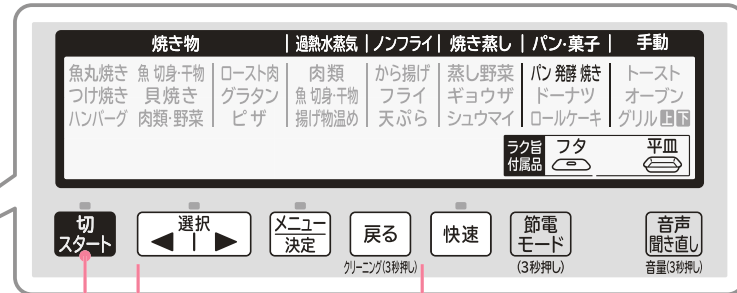 焼き物 過熱水蒸気 ノンフライ 焼き蒸し パン・菓子 手動
魚丸焼き 魚 切身・干物 ロースト肉 肉類 から揚げ 蒸し野菜 パン 発酵 焼き トースト
つけ焼き 貝焼き グラタン 魚 切身・干物 フライ ギョウザ ドーナツ オーブン
ハンバーグ 肉類・野菜 ピザ 揚げ物温め 天ぷら シュウマイ ロールケーキ グリル 上 下
ラク旨 フタ 平皿
付属品
切 選択 メニュー 戻る 快速 節電 音声
スタート 決定 モード 聞き直し
クリーニング(3秒押し) (3秒押し) 音量(3秒押し)